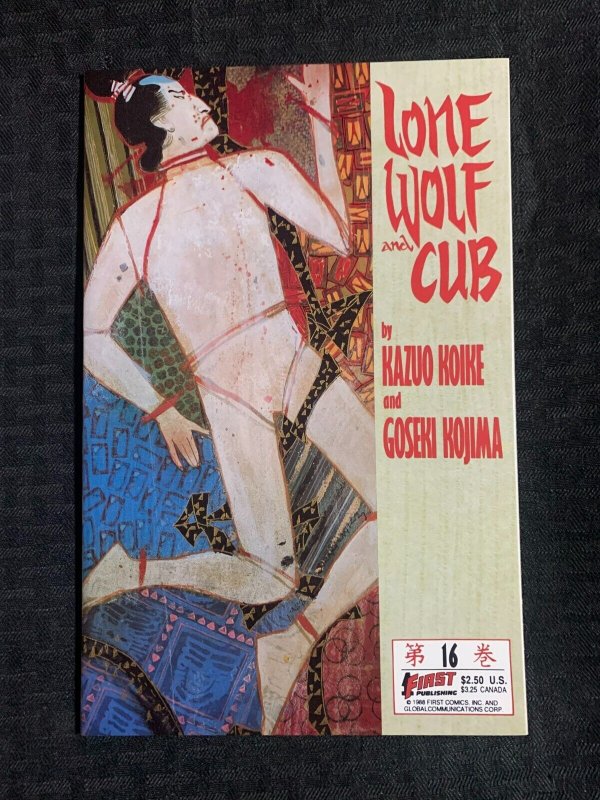 LONE
WOLF
and
CUB
by
KAZUO KOIKE
and
GOSEKI KOJIMA
第 16 巻
FIRST
PUBLISHING
$2.50 U.S.
$3.25 CANADA
© 1988 FIRST COMICS, INC. AND
GLOBALCOMMUNICATIONS CORP.